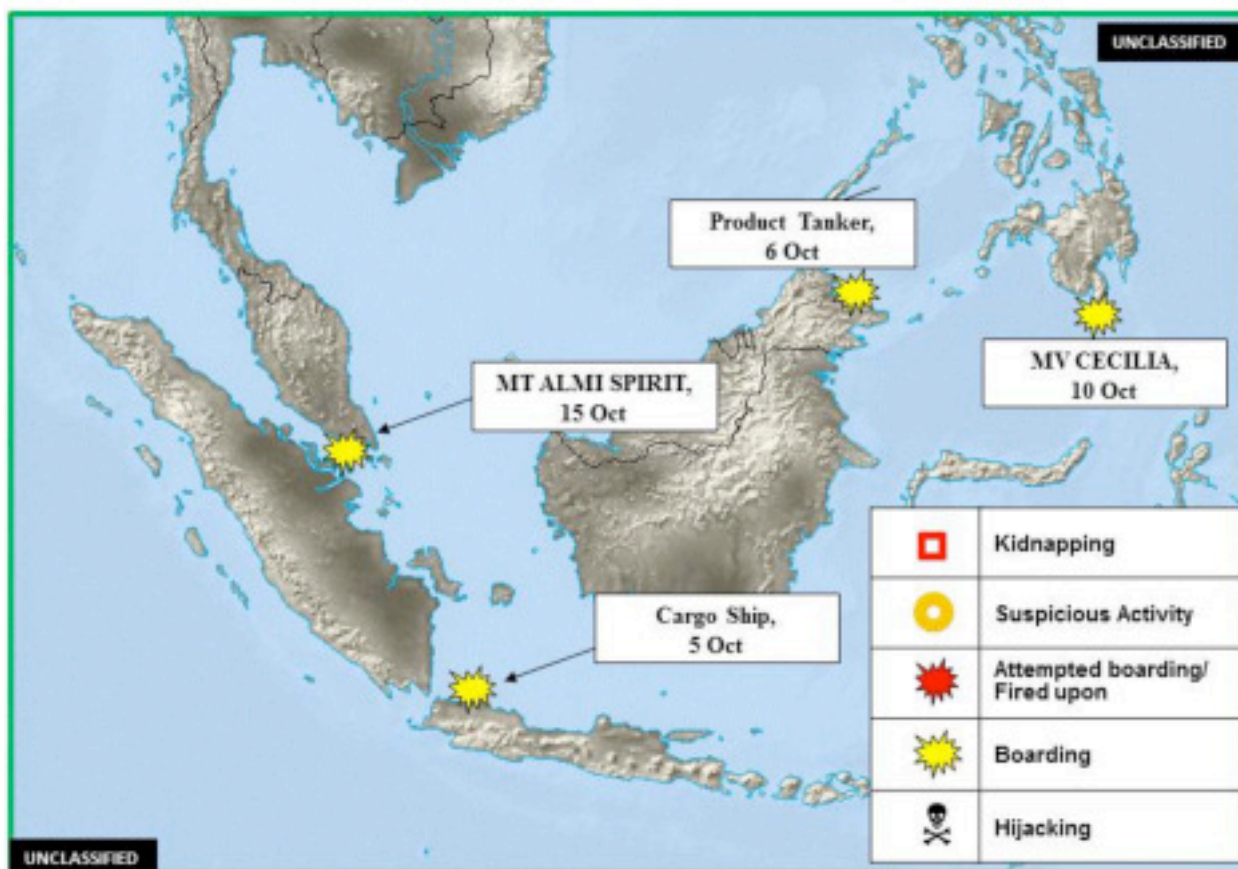 UNCLASSIFIED
Product Tanker,
6 Oct
MV CECILIA,
10 Oct
MT ALMI SPIRIT,
15 Oct
Cargo Ship,
5 Oct
Kidnapping
Suspicious Activity
Attempted boarding/
Fired upon
Boarding
Hijacking
UNCLASSIFIED